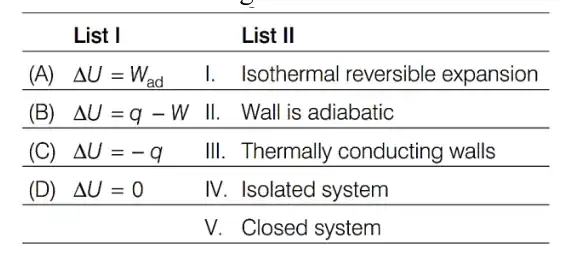 List I List II
(A) ΔU = W_ad I. Isothermal reversible expansion
(B) ΔU = q – W II. Wall is adiabatic
(C) ΔU = – q III. Thermally conducting walls
(D) ΔU = 0 IV. Isolated system
V. Closed system